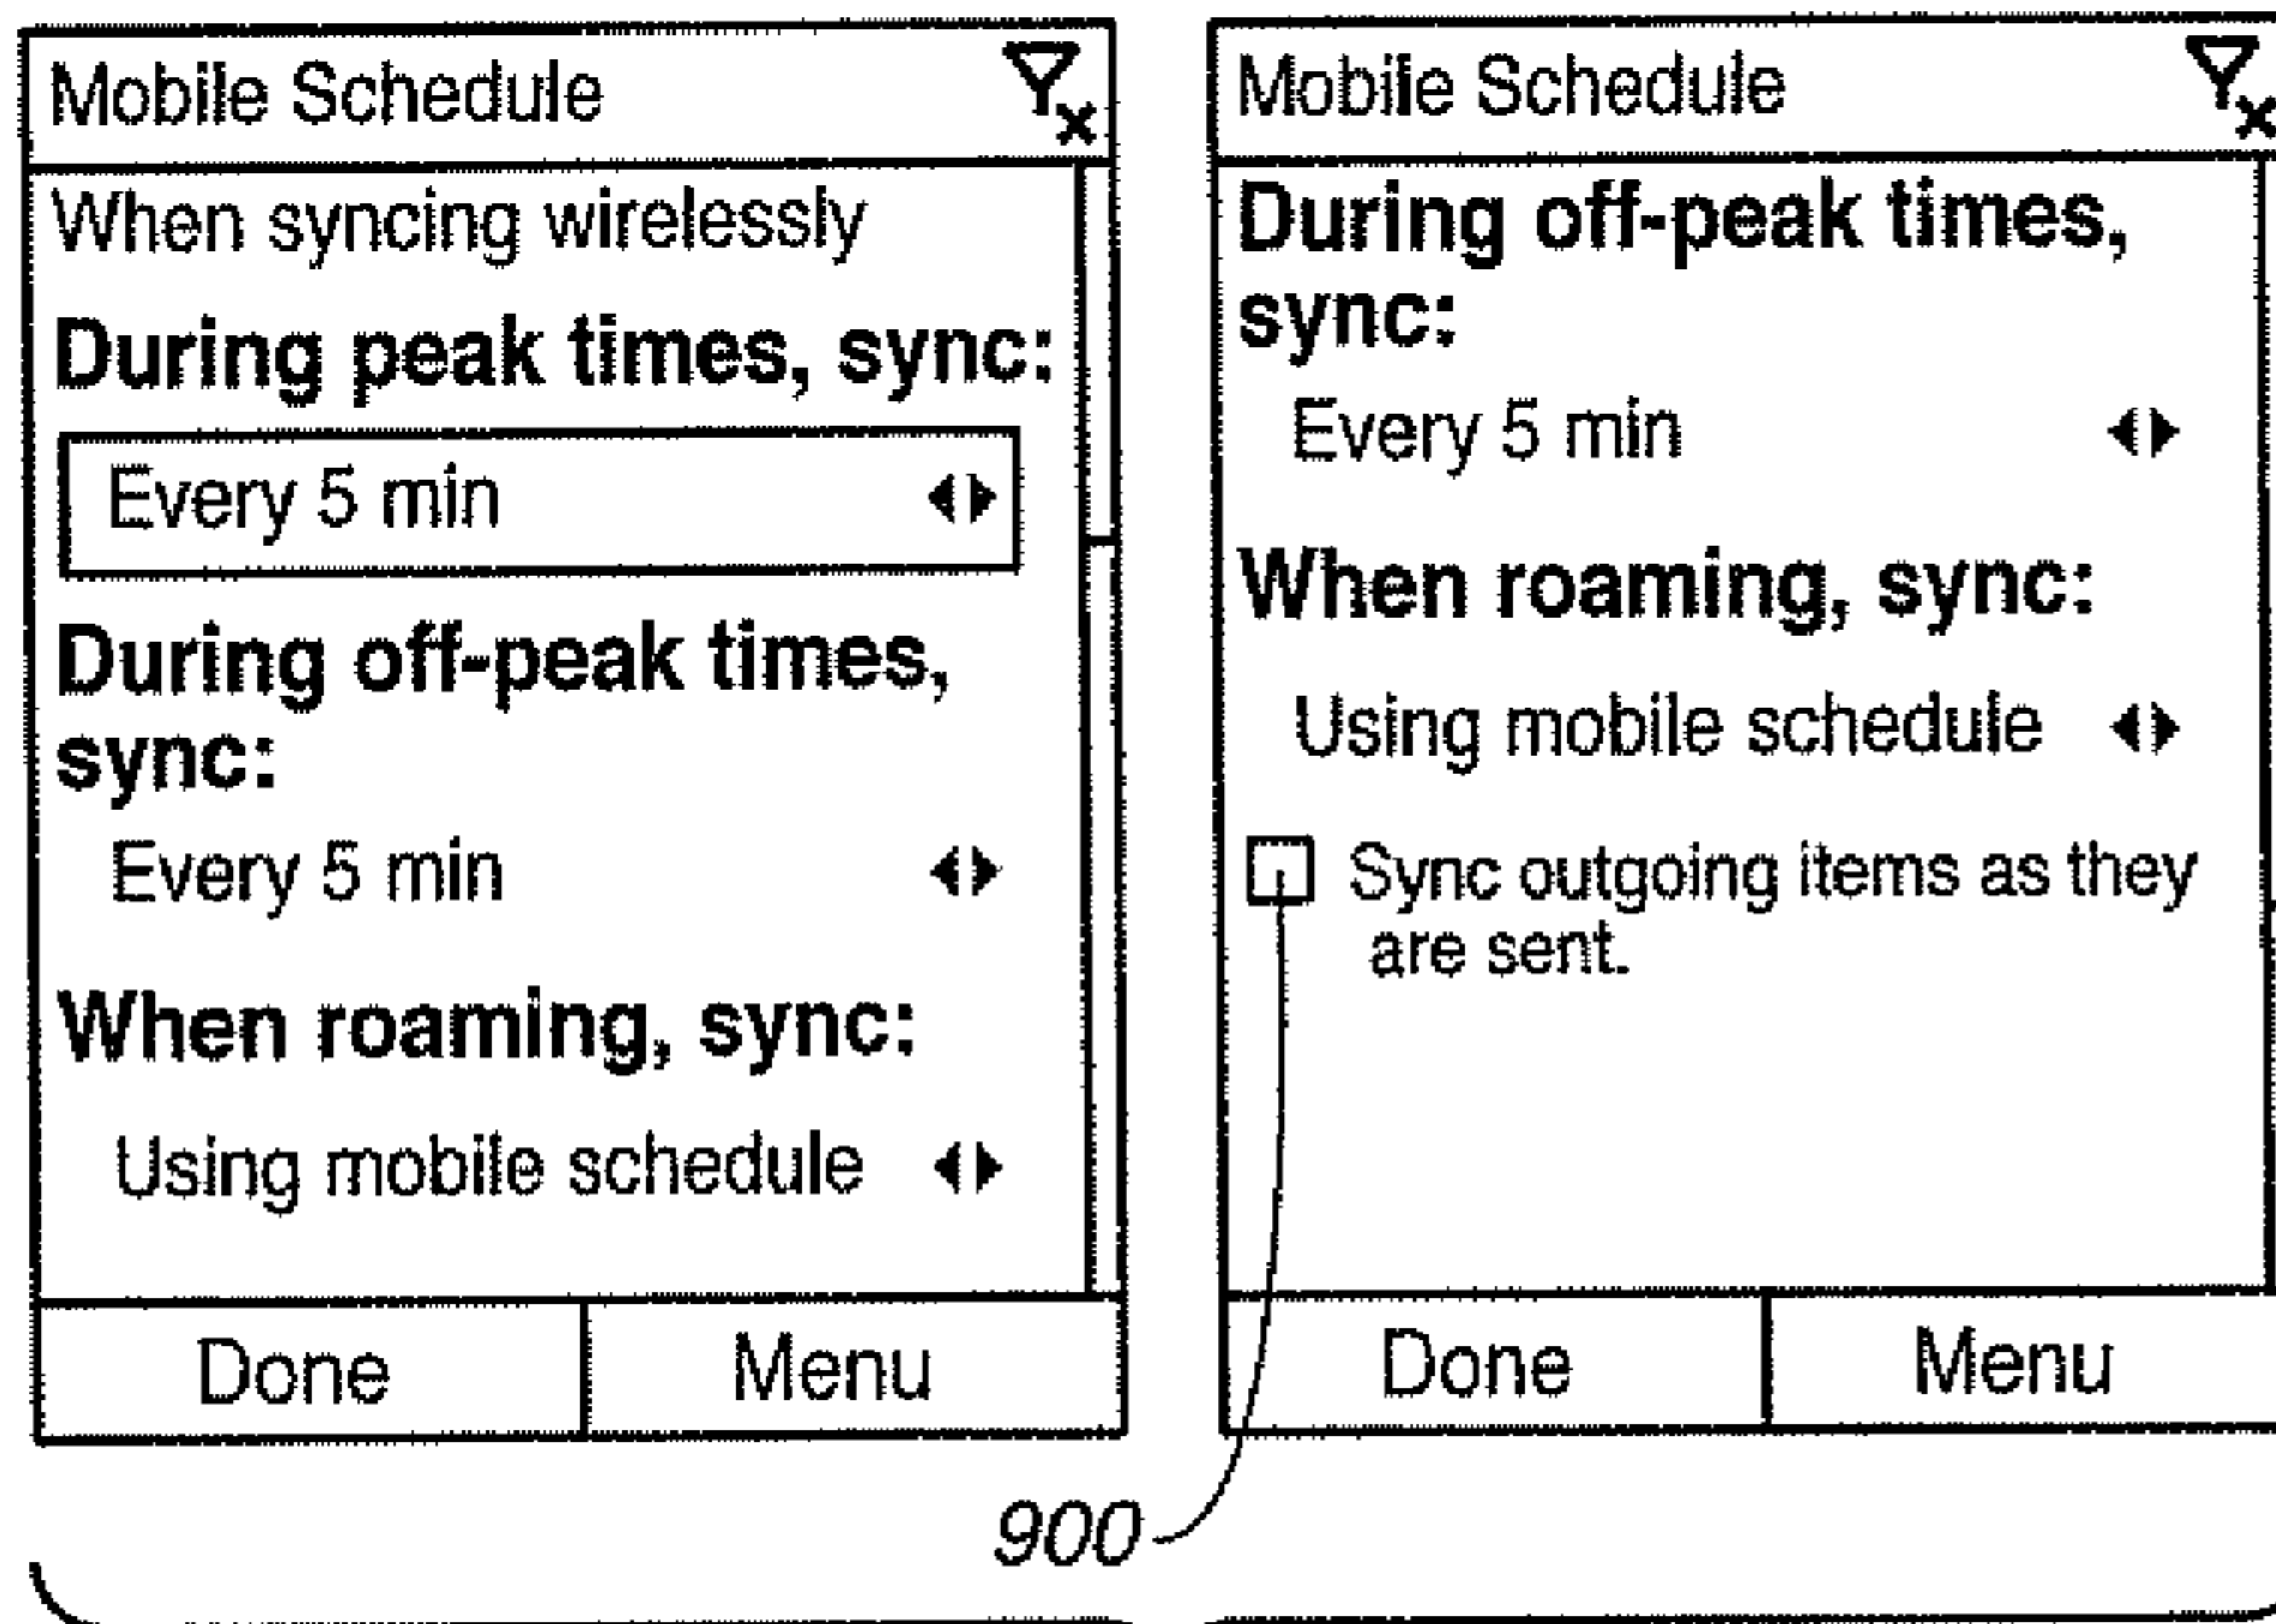 Mobile Schedule
When syncing wirelessly
During peak times, sync:
Every 5 min
During off-peak times,
sync:
Every 5 min
When roaming, sync:
Using mobile schedule
Done
Menu
Mobile Schedule
During off-peak times,
sync:
Every 5 min
When roaming, sync:
Using mobile schedule
Sync outgoing items as they
are sent.
Done
Menu
900